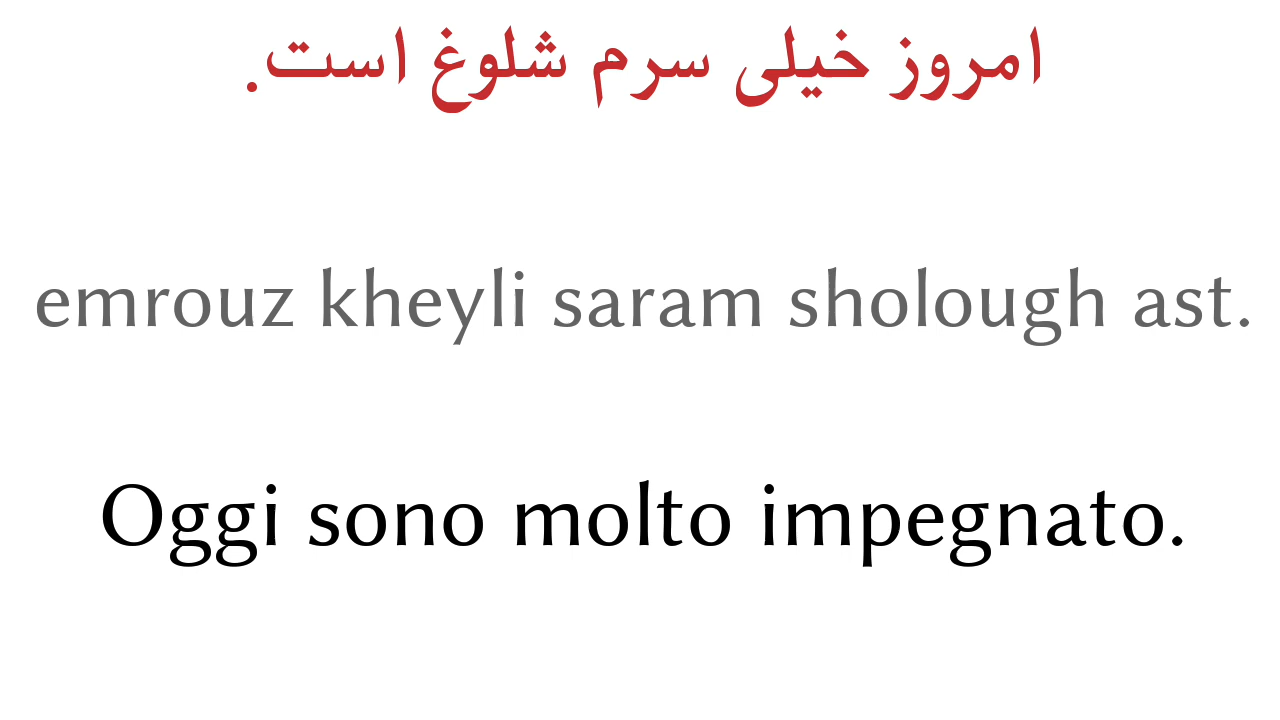 امروز خیلی سرم شلوغ است.
emrouz kheyli saram sholough ast.
Oggi sono molto impegnato.